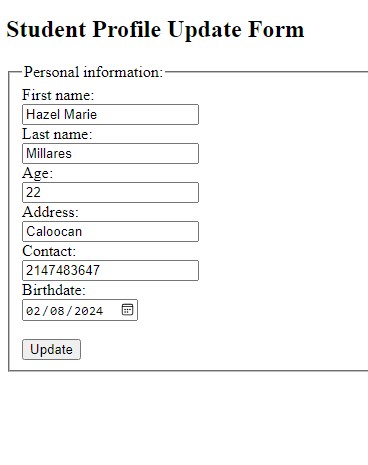 Student Profile Update Form
Personal information:
First name:
Hazel Marie
Last name:
Millares
Age:
22
Address:
Caloocan
Contact:
2147483647
Birthdate:
02/08/2024
Update